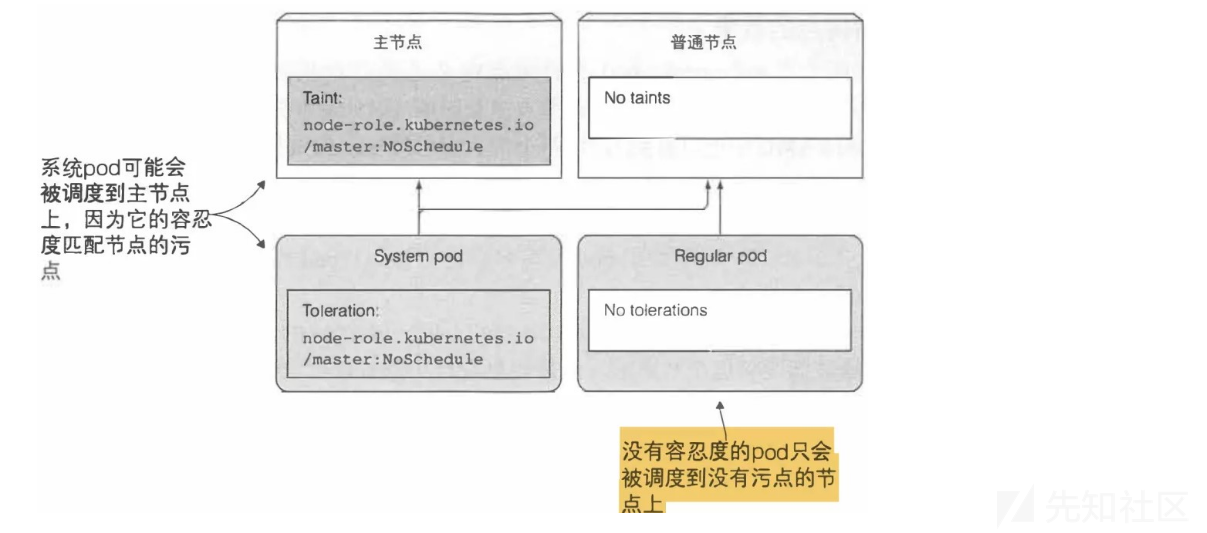 主节点
普通节点
Taint:
node-role.kubernetes.io
/master:NoSchedule
No taints
系统pod可能会
被调度到主节点
上，因为它的容忍
度匹配节点的污
点
System pod
Regular pod
Toleration:
node-role.kubernetes.io
/master:NoSchedule
No tolerations
没有容忍度的pod只会
被调度到没有污点的节
点上
先知社区